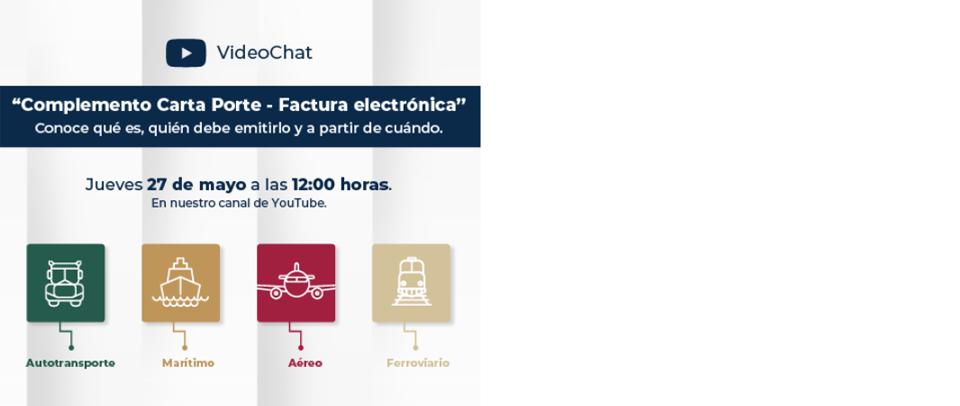 VideoChat
“Complemento Carta Porte - Factura electrónica”
Conoce qué es, quién debe emitirlo y a partir de cuándo.
Jueves 27 de mayo a las 12:00 horas.
En nuestro canal de YouTube.
Autotransporte Marítimo Aéreo Ferroviario